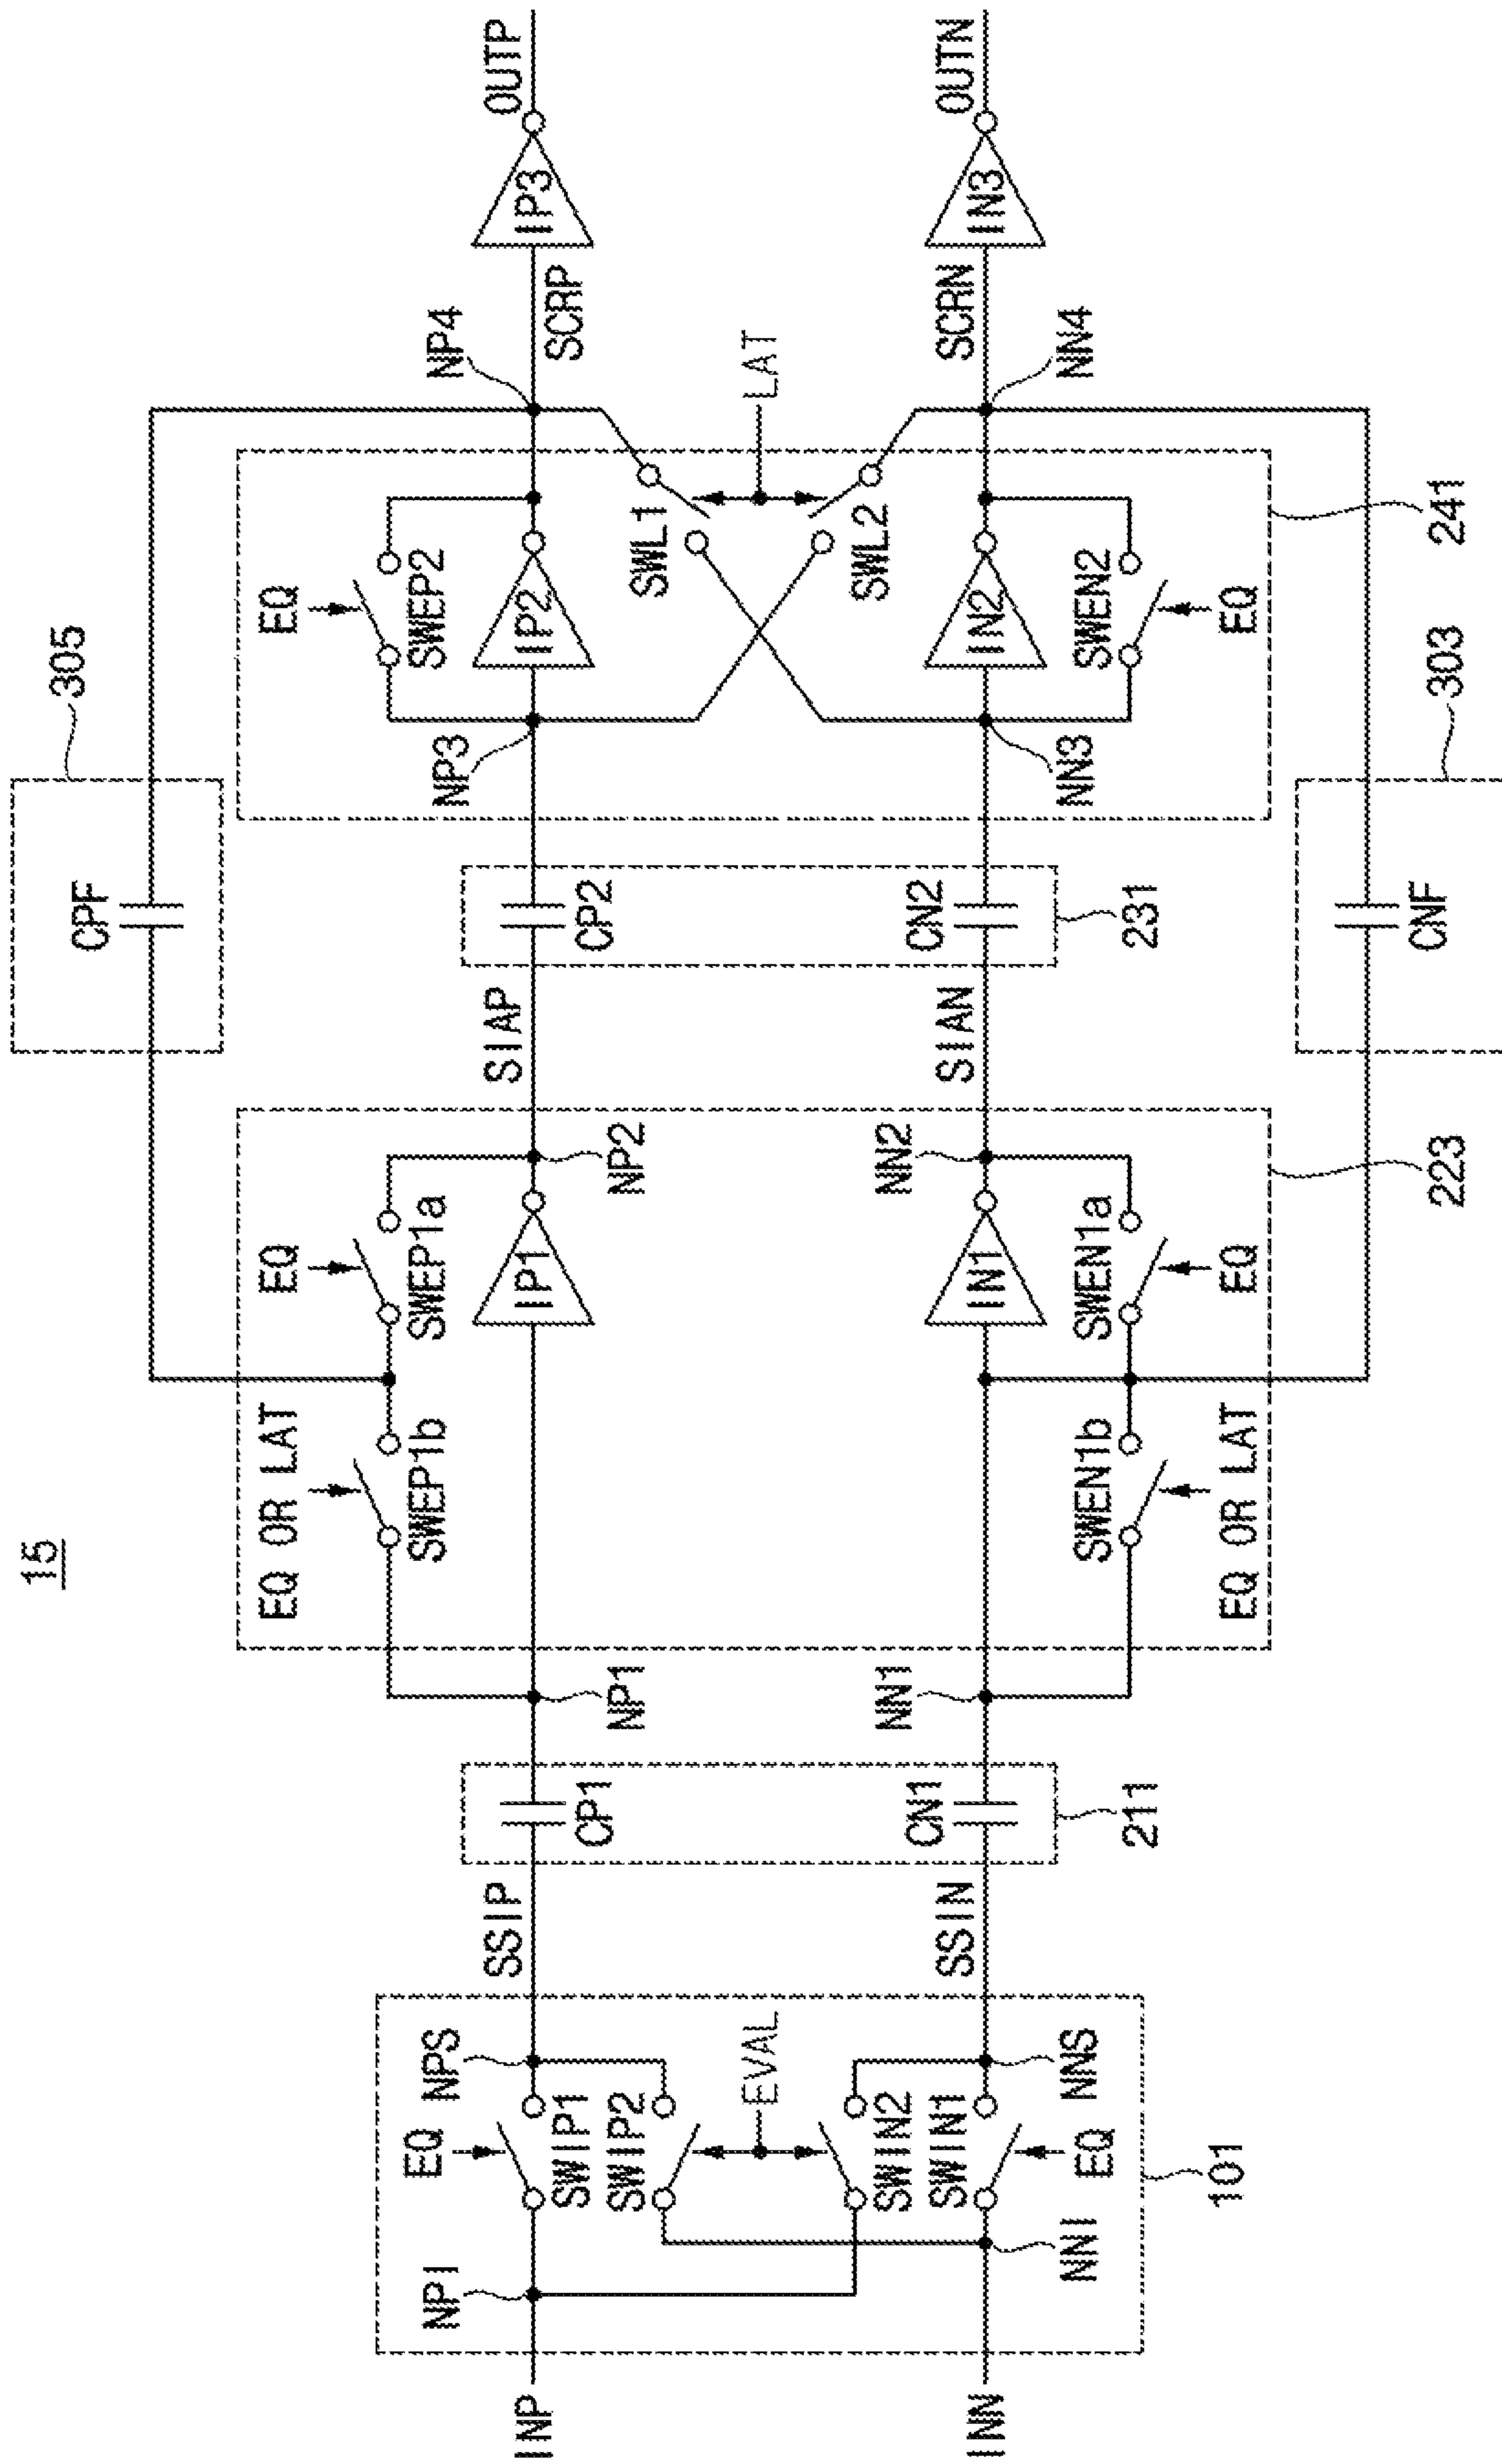 15
305
CPF
EQ OR LAT
EQ
EQ
SWEP1b
SWEP1a
SWEP2
EQ
NPS
SSIP
SIAP
NP3
NP4
OUTP
INP
NPI
SWIP1
CP1
NP1
IP1
NP2
CP2
IP2
SCRP
IP3
SWIP2
SWL1
EVAL
LAT
SWIN2
SWL2
INN
SWIN1
SSIN
CN1
NN1
IN1
NN2
SIAN
CN2
IN2
SCRN
IN3
OUTN
NNI
EQ
NNS
SWEN1b
SWEN1a
NN3
SWEN2
NN4
211
231
101
EQ OR LAT
EQ
EQ
223
303
241
CNF